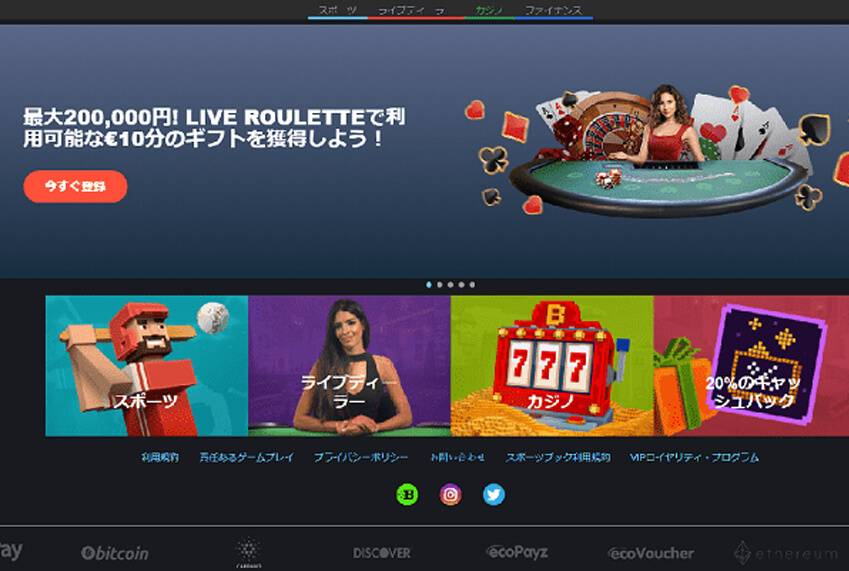 スポーツ ライブディーラー カジノ ファイナンス
最大200,000円! LIVE ROULETTEで利
用可能な€10分のギフトを獲得しよう！
今すぐ登録
スポーツ
ライブディー
ラー
B
777
カジノ
20%のキャッ
シュバック
利用規約 責任あるゲームプレイ プライバシーポリシー お問い合わせ スポーツブック利用規約 VIPロイヤリティ・プログラム
B
Pay bitcoin CARDANO DISCOVER ecoPayz ecoVoucher ethereum